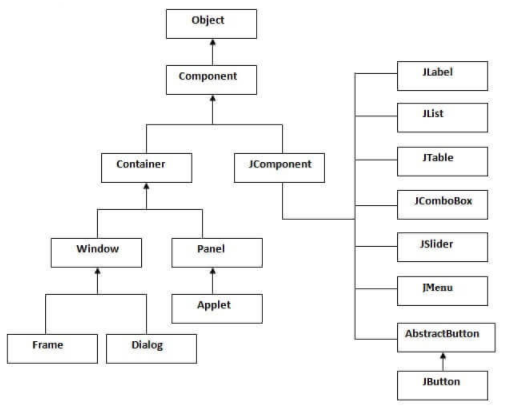 Object
Component
Container
JComponent
Window
Panel
Applet
Frame
Dialog
JLabel
JList
JTable
JComboBox
JSlider
JMenu
AbstractButton
JButton